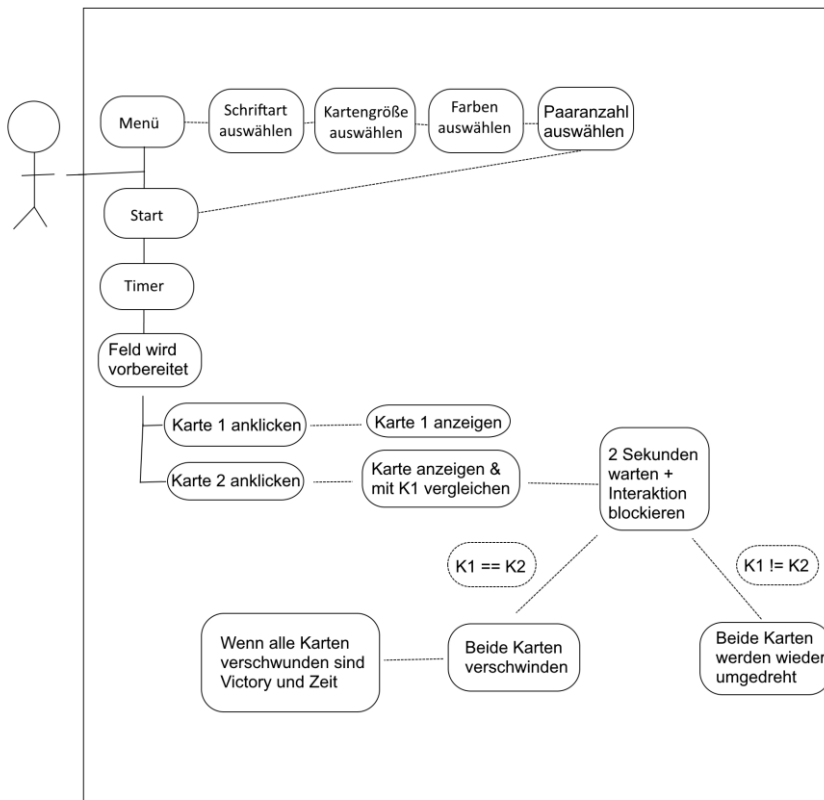 Menü
Schriftart
auswählen
Kartengröße
auswählen
Farben
auswählen
Paaranzahl
auswählen
Start
Timer
Feld wird
vorbereitet
Karte 1 anklicken
Karte 1 anzeigen
Karte 2 anklicken
Karte anzeigen &
mit K1 vergleichen
2 Sekunden
warten +
Interaktion
blockieren
K1 == K2
K1 != K2
Wenn alle Karten
verschwunden sind
Victory und Zeit
Beide Karten
verschwinden
Beide Karten
werden wieder
umgedreht